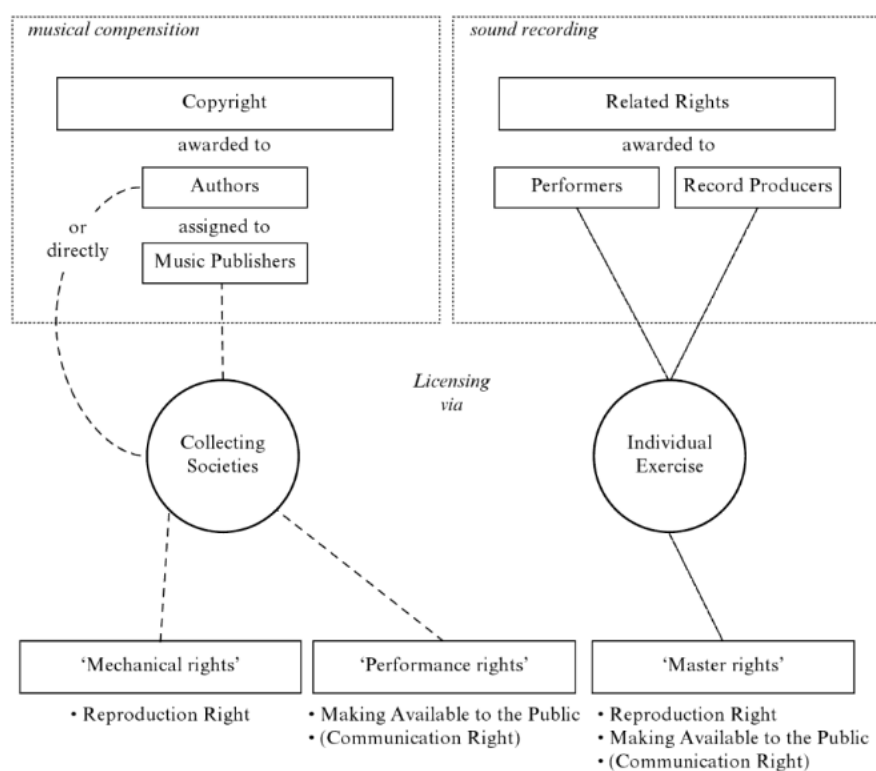 musical compensition
Copyright
awarded to
Authors
or
directly
assigned to
Music Publishers
sound recording
Related Rights
awarded to
Performers
Record Producers
Licensing
via
Collecting
Societies
Individual
Exercise
‘Mechanical rights’
• Reproduction Right
‘Performance rights’
• Making Available to the Public
• (Communication Right)
‘Master rights’
• Reproduction Right
• Making Available to the Public
• (Communication Right)